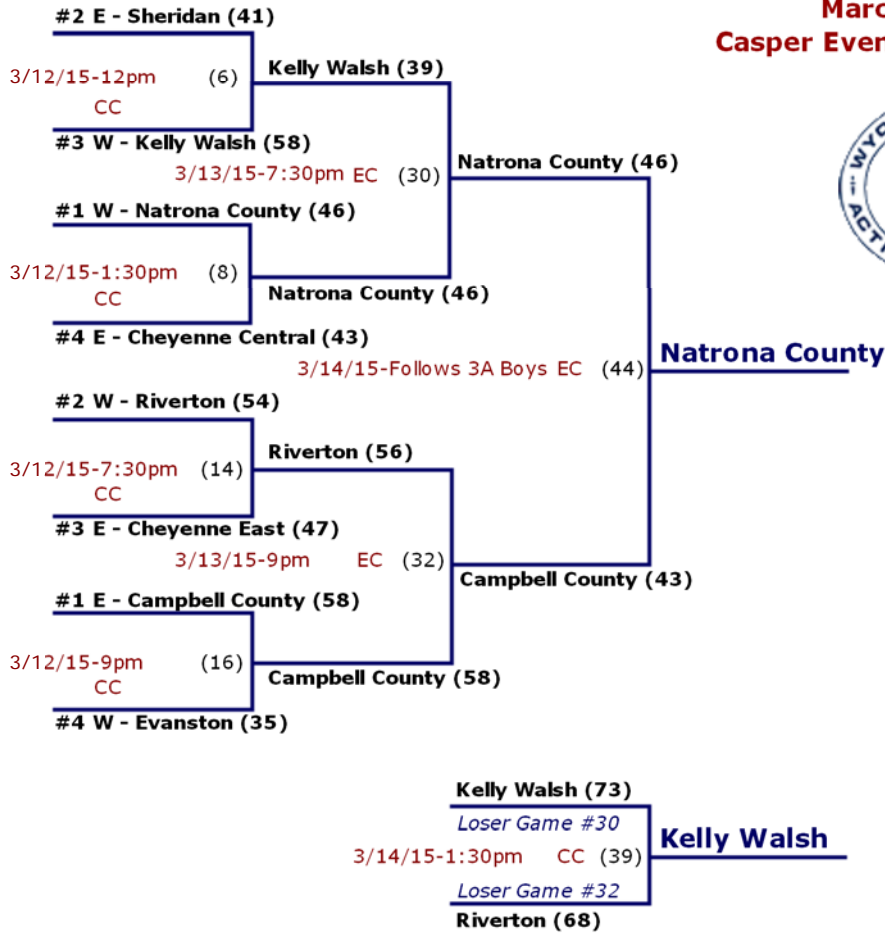 #2 E - Sheridan (41)
3/12/15-12pm (6)
CC
#3 W - Kelly Walsh (58)
Kelly Walsh (39)
3/13/15-7:30pm EC (30)
#1 W - Natrona County (46)
3/12/15-1:30pm (8)
CC
#4 E - Cheyenne Central (43)
Natrona County (46)
Natrona County (46)
3/14/15-Follows 3A Boys EC (44)
Natrona County
#2 W - Riverton (54)
3/12/15-7:30pm (14)
CC
#3 E - Cheyenne East (47)
Riverton (56)
3/13/15-9pm EC (32)
Campbell County (43)
#1 E - Campbell County (58)
3/12/15-9pm (16)
CC
#4 W - Evanston (35)
Campbell County (58)
Kelly Walsh (73)
Loser Game #30
3/14/15-1:30pm CC (39)
Kelly Walsh
Loser Game #32
Riverton (68)
Casper